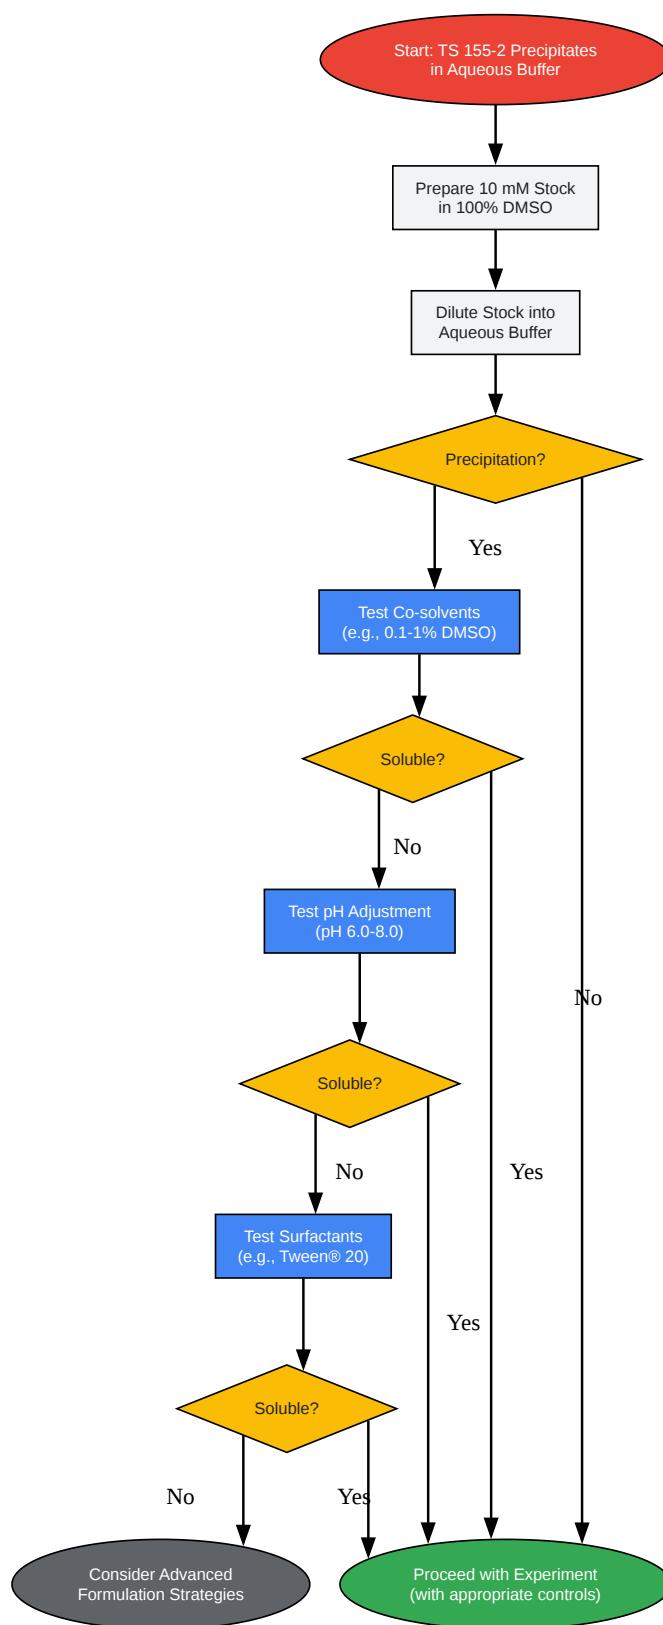 Start: TS 155-2 Precipitates
in Aqueous Buffer
Prepare 10 mM Stock
in 100% DMSO
Dilute Stock into
Aqueous Buffer
Precipitation?
Yes
Test Co-solvents
(e.g., 0.1-1% DMSO)
Soluble?
No
Test pH Adjustment
(pH 6.0-8.0)
No
Soluble?
No
Yes
Test Surfactants
(e.g., Tween® 20)
Yes
Soluble?
No
Yes
Consider Advanced
Formulation Strategies
Proceed with Experiment
(with appropriate controls)